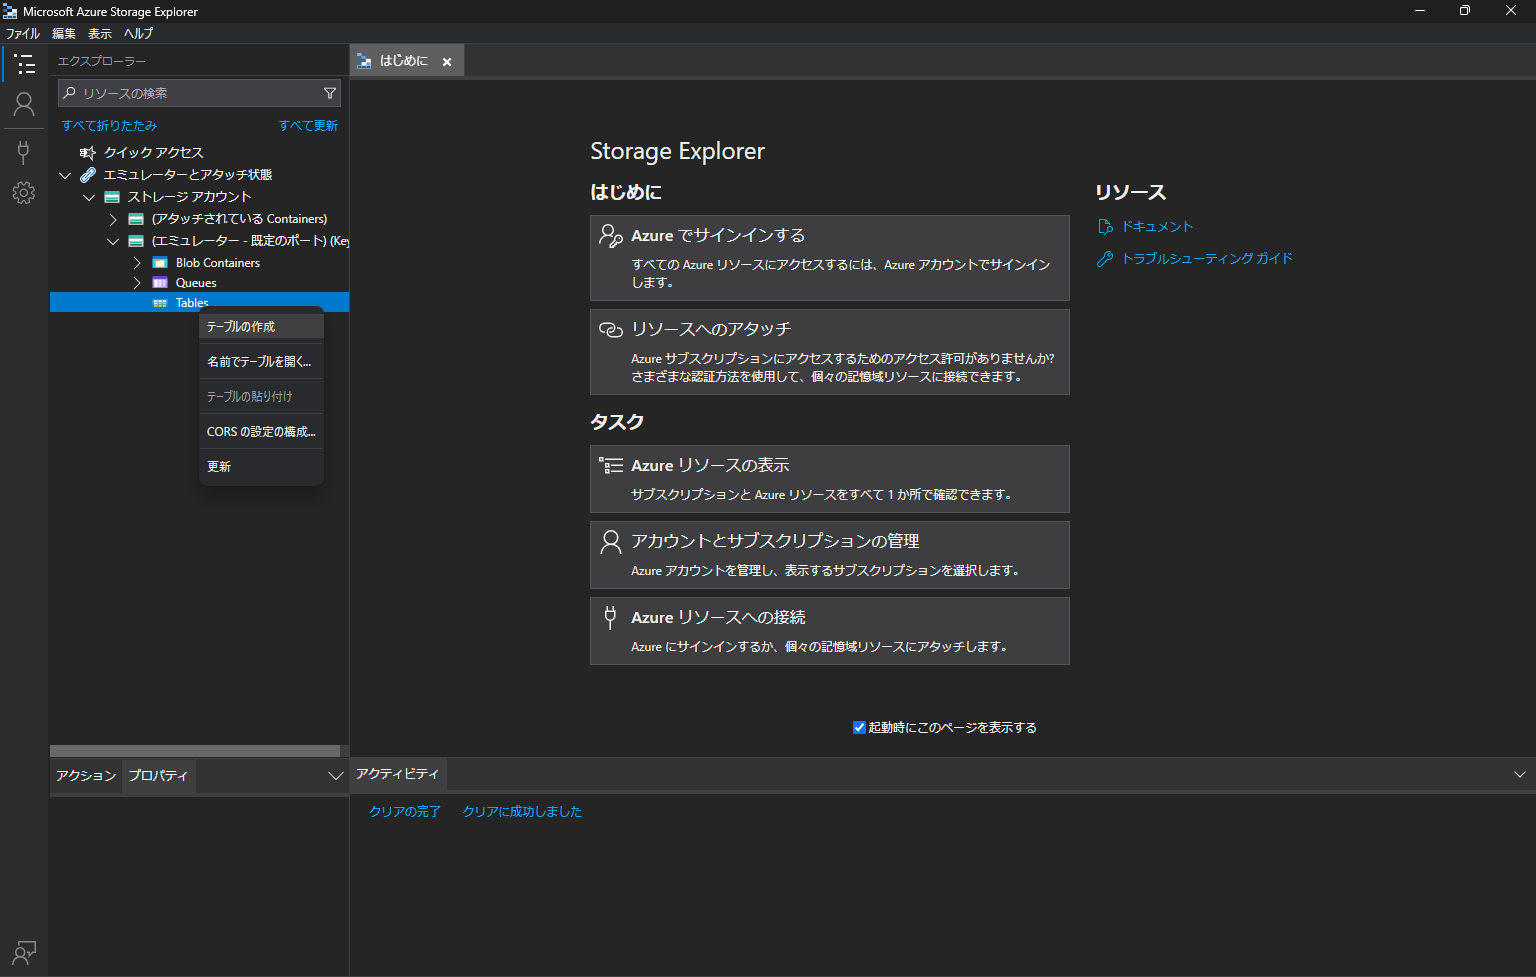 Microsoft Azure Storage Explorer
ファイル 編集 表示 ヘルプ
エクスプローラー
リソースの検索
すべて折りたたみ すべて更新
クイック アクセス
エミュレーターとアタッチ状態
ストレージ アカウント
(アタッチされている Containers)
(エミュレーター - 既定のポート) (Key
Blob Containers
Queues
Tables
テーブルの作成
名前でテーブルを開く...
テーブルの貼り付け
CORS の設定の構成...
更新
アクション プロパティ
はじめに
Storage Explorer
はじめに
Azure でサインインする
すべての Azure リソースにアクセスするには、Azure アカウントでサインイン
します。
リソースへのアタッチ
Azure サブスクリプションにアクセスするためのアクセス許可がありませんか?
さまざまな認証方法を使用して、個々の記憶域リソースに接続できます。
タスク
Azure リソースの表示
サブスクリプションと Azure リソースをすべて 1 か所で確認できます。
アカウントとサブスクリプションの管理
Azure アカウントを管理し、表示するサブスクリプションを選択します。
Azure リソースへの接続
Azure にサインインするか、個々の記憶域リソースにアタッチします。
起動時にこのページを表示する
リソース
ドキュメント
トラブルシューティング ガイド
アクティビティ
クリアの完了 クリアに成功しました